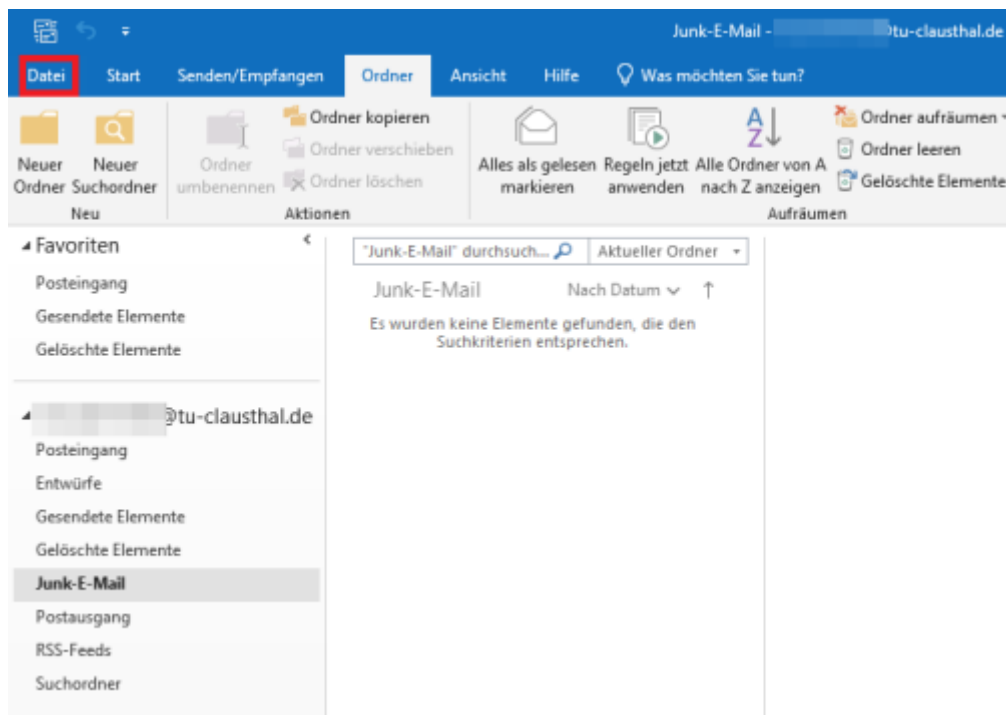 Junk-E-Mail - tu-clausthal.de
Datei Start Senden/Empfangen Ordner Ansicht Hilfe Was möchten Sie tun?
Neuer Ordner
Neuer Suchordner
Neu
Ordner umbenennen
Ordner kopieren
Ordner verschieben
Ordner löschen
Aktionen
Alles als gelesen markieren
Regeln jetzt anwenden
Alle Ordner von A nach Z anzeigen
Ordner aufräumen
Ordner leeren
Gelöschte Elemente
Aufräumen
Favoriten
Posteingang
Gesendete Elemente
Gelöschte Elemente
@tu-clausthal.de
Posteingang
Entwürfe
Gesendete Elemente
Gelöschte Elemente
Junk-E-Mail
Postausgang
RSS-Feeds
Suchordner
"Junk-E-Mail" durchsuch... Aktueller Ordner
Junk-E-Mail Nach Datum
Es wurden keine Elemente gefunden, die den
Suchkriterien entsprechen.